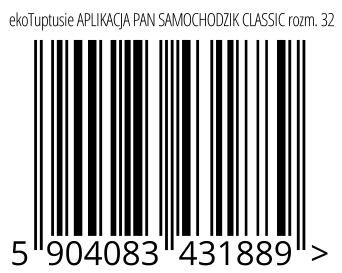 ekoTuptusie APLIKACJA PAN SAMOCHODZIK CLASSIC rozm. 32
5 904083 431889 >